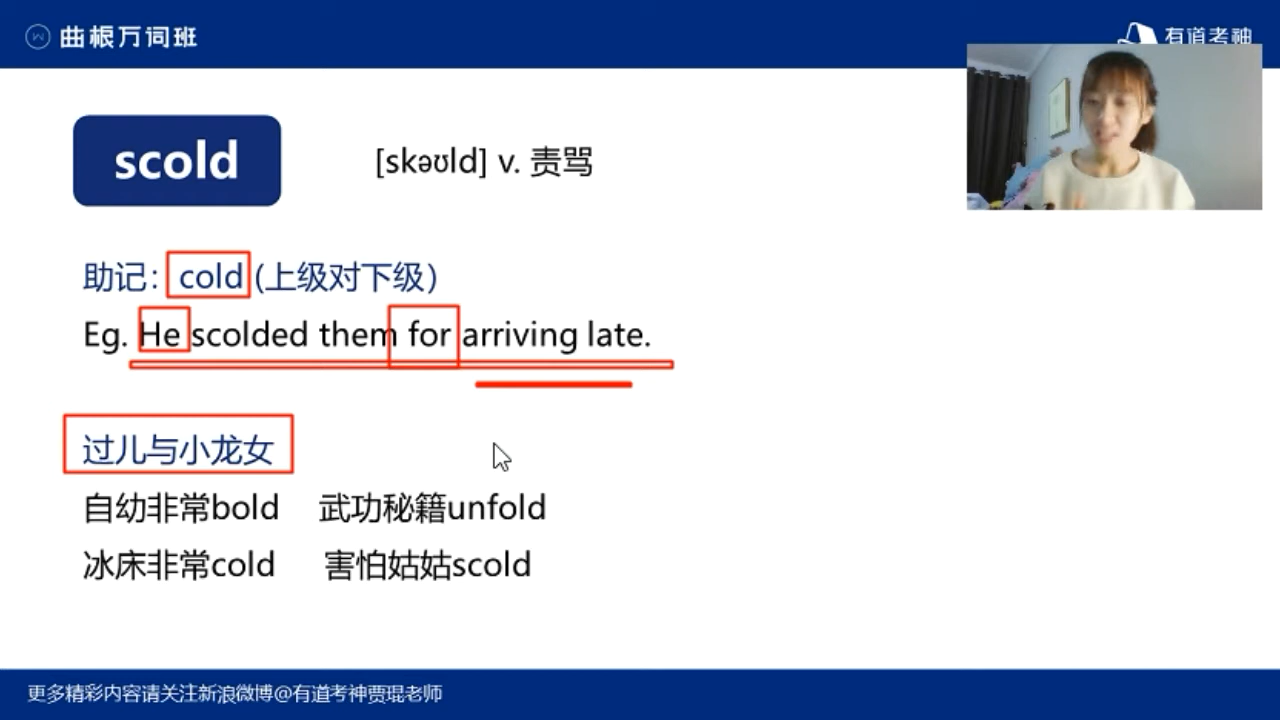 曲根万词班
有道考神
scold
[skəʊld] v. 责骂
助记：cold (上级对下级）
Eg. He scolded them for arriving late.
过儿与小龙女
自幼非常bold 武功秘籍unfold
冰床非常cold 害怕姑姑scold
更多精彩内容请关注新浪微博@有道考神贾琨老师